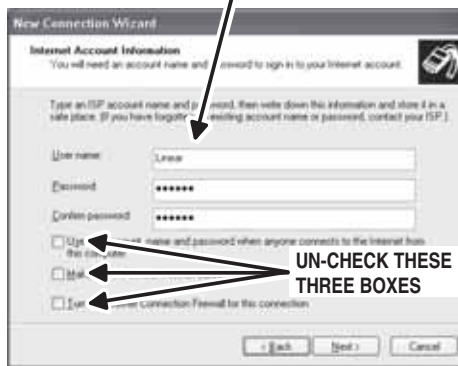 New Connection Wizard
Internet Account Information
You will need an account name and password to sign in to your Internet account.
Type an ISP account name and password, then write down this information and store it in a
safe place. (If you have forgotten existing account name or password, contact your ISP.)
User name: Linear
Password: ••••••
Confirm password: ••••••
Use account name and password when anyone connects to the Internet from
this computer
UN-CHECK THESE
THREE BOXES
Connection Firewall for this connection
< Back Next > Cancel